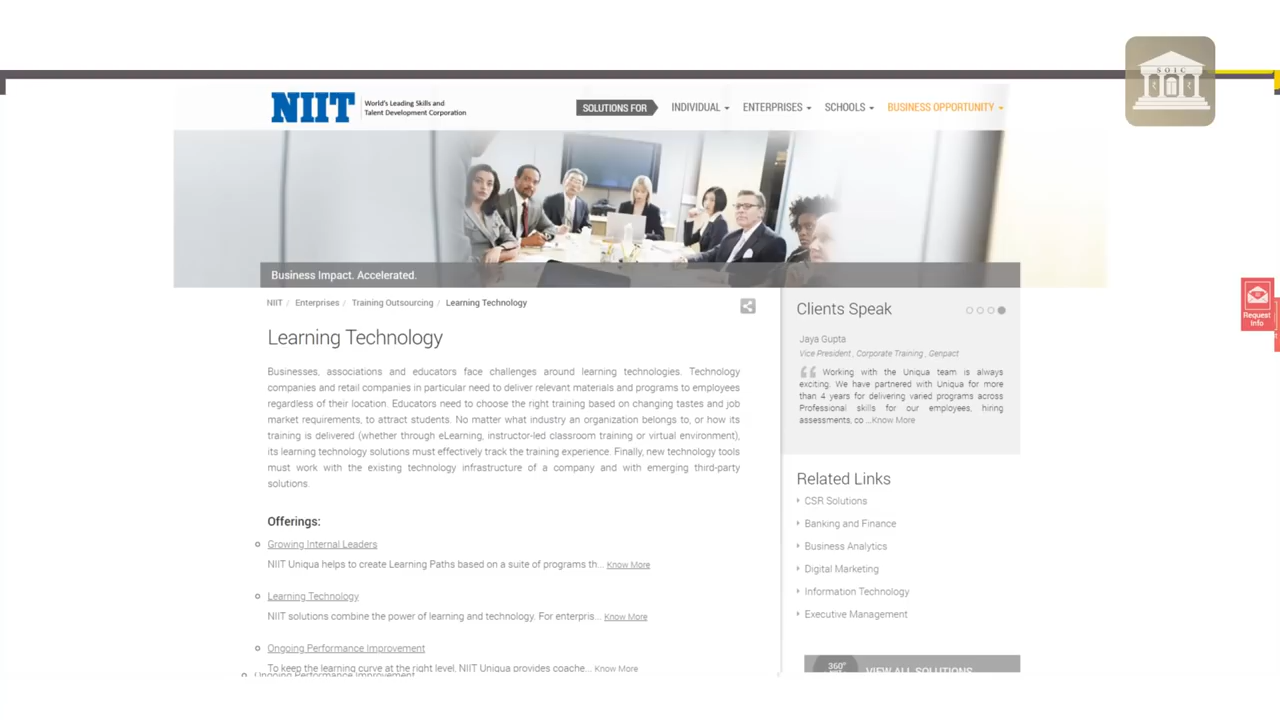 SOIC
NIIT
World's Leading Skills and
Talent Development Corporation
SOLUTIONS FOR
INDIVIDUAL
ENTERPRISES
SCHOOLS
BUSINESS OPPORTUNITY
Business Impact. Accelerated.
NIIT / Enterprises / Training Outsourcing / Learning Technology
Learning Technology
Businesses, associations and educators face challenges around learning technologies. Technology
companies and retail companies in particular need to deliver relevant materials and programs to employees
regardless of their location. Educators need to choose the right training based on changing tastes and job
market requirements, to attract students. No matter what industry an organization belongs to, or how its
training is delivered (whether through eLearning, instructor-led classroom training or virtual environment),
its learning technology solutions must effectively track the training experience. Finally, new technology tools
must work with the existing technology infrastructure of a company and with emerging third-party
solutions.
Offerings:
Growing Internal Leaders
NIIT Uniqua helps to create Learning Paths based on a suite of programs th... Know More
Learning Technology
NIIT solutions combine the power of learning and technology. For enterpris... Know More
Ongoing Performance Improvement
To keep the learning curve at the right level, NIIT Uniqua provides coache... Know More
Ongoing Performance Improvement
Clients Speak
Jaya Gupta
Vice President , Corporate Training , Genpact
Working with the Uniqua team is always
exciting. We have partnered with Uniqua for more
than 4 years for delivering varied programs across
Professional skills for our employees, hiring
assessments, co ...Know More
Related Links
CSR Solutions
Banking and Finance
Business Analytics
Digital Marketing
Information Technology
Executive Management
360°
VIEW ALL SOLUTIONS
Request
Info